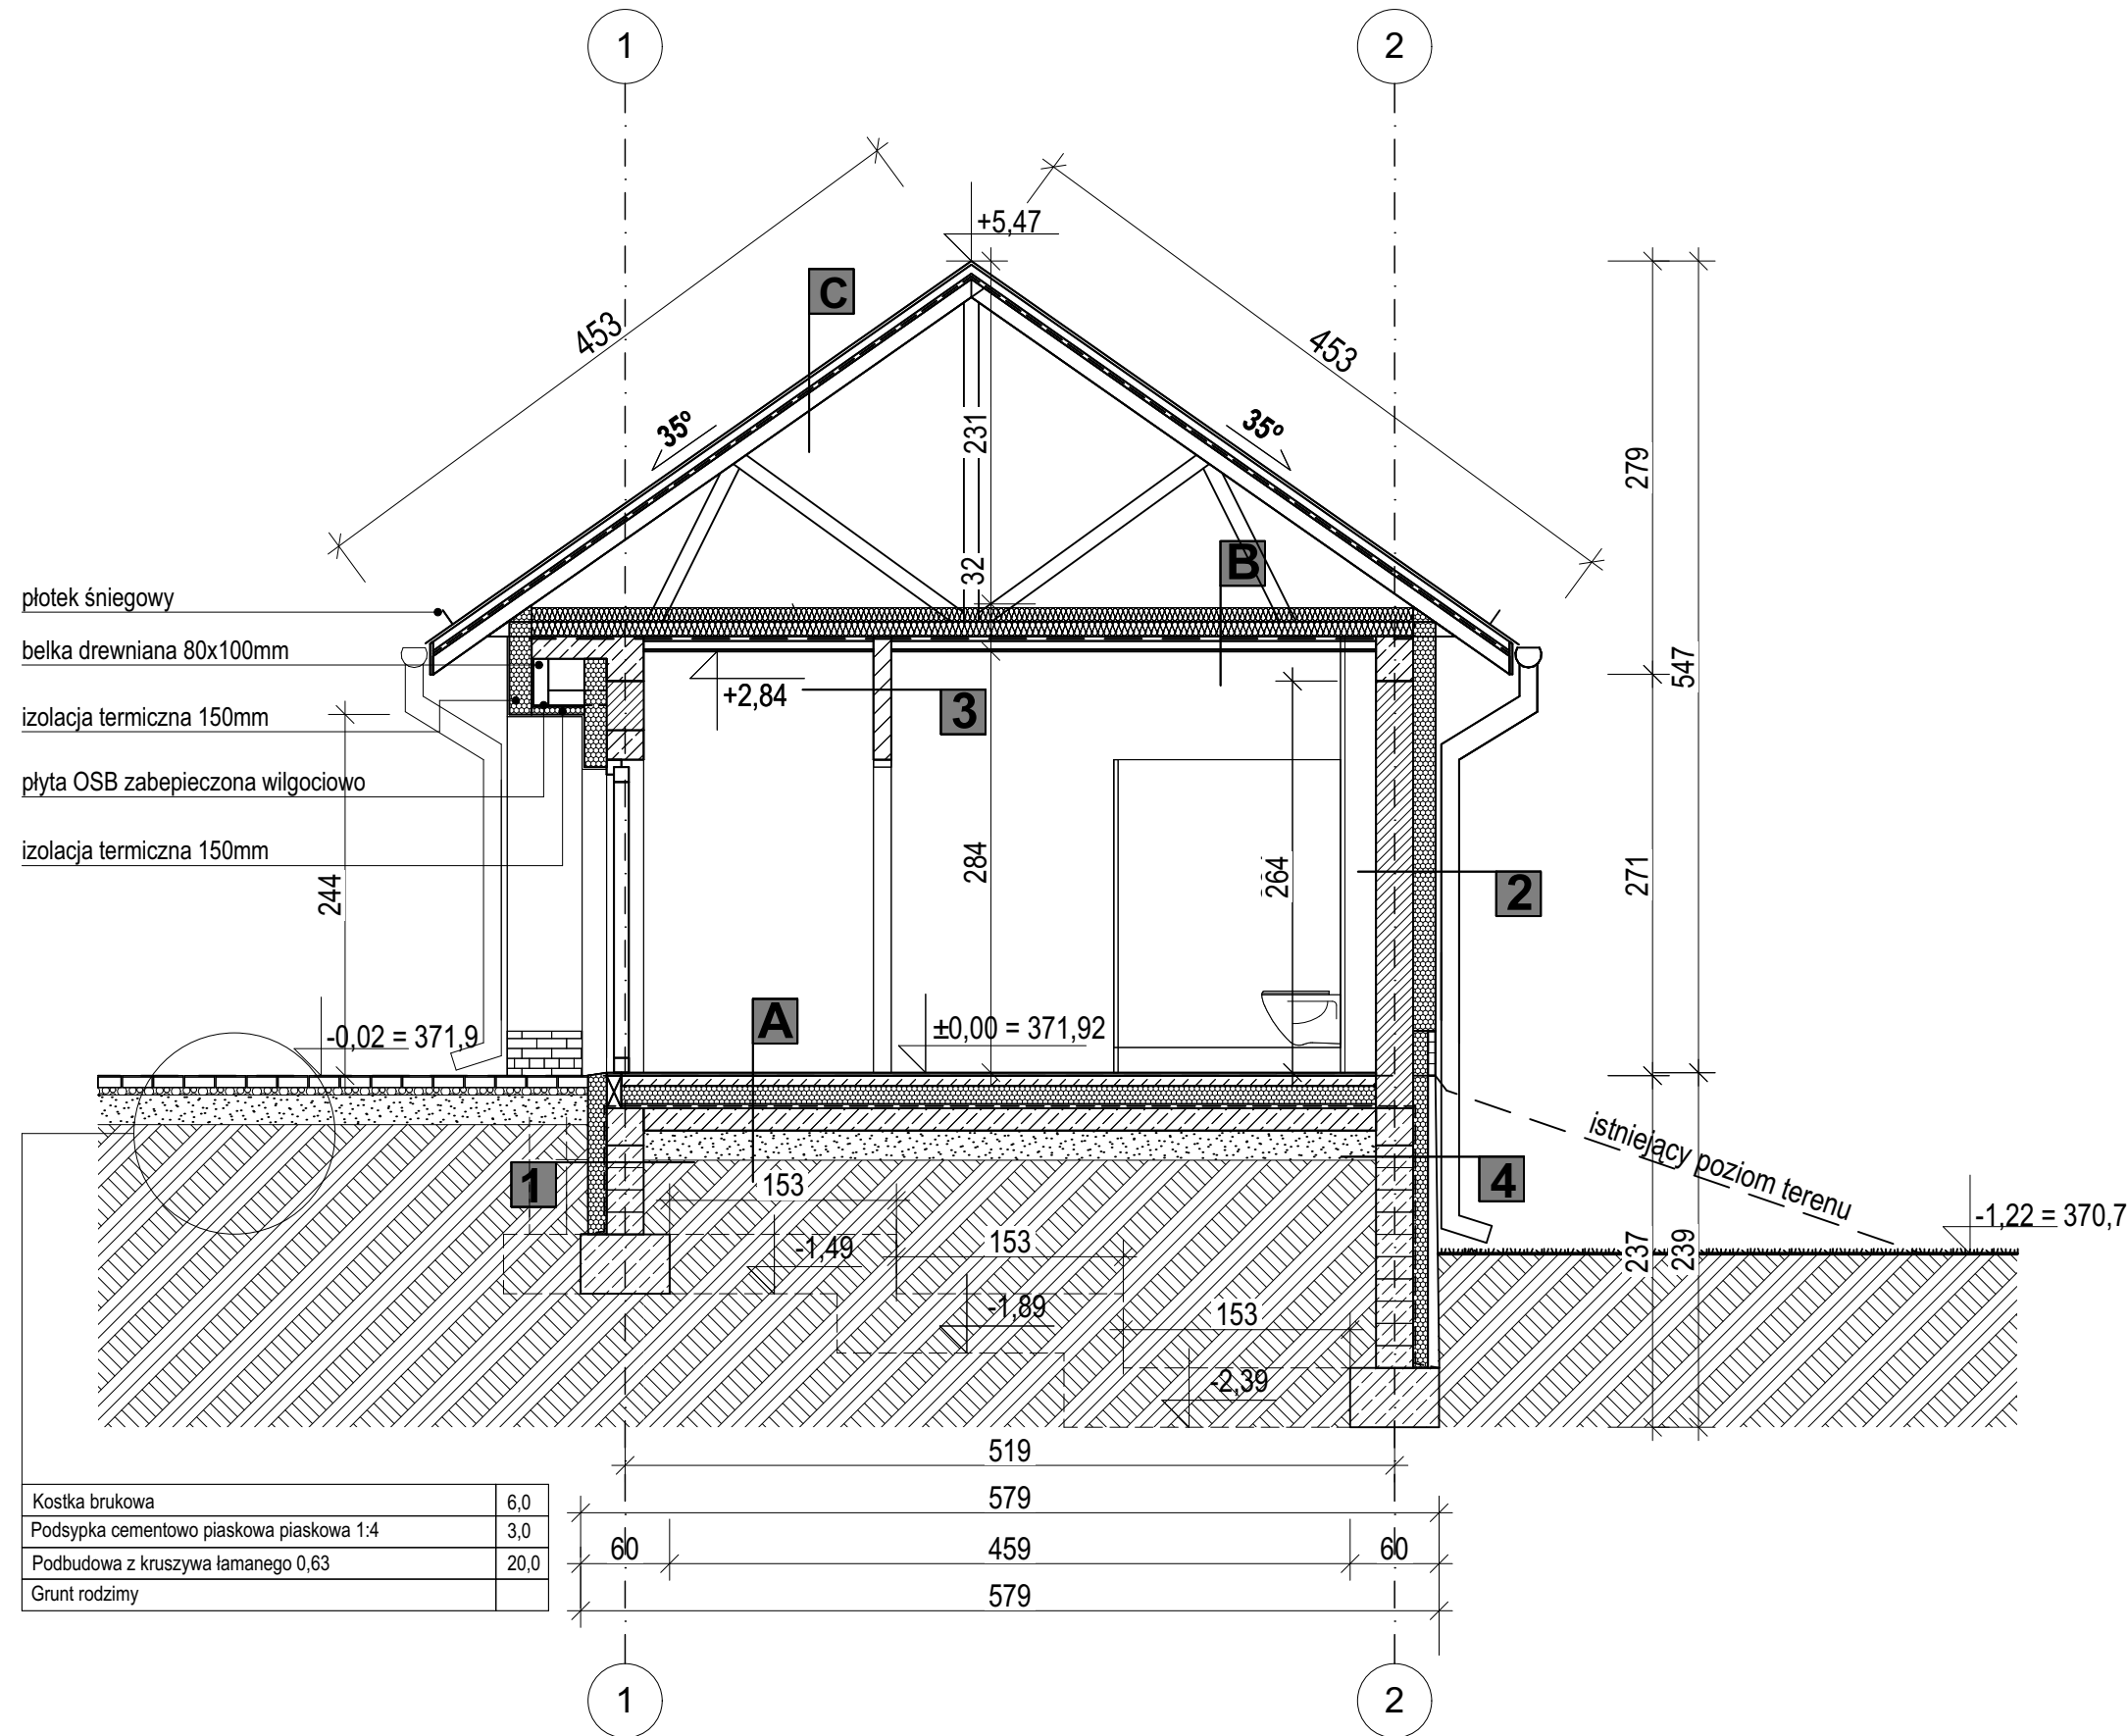 1
2
+5,47
C
453
453
35º
35º
231
279
B
32
płotek śniegowy
belka drewniana 80x100mm
547
+2,84
3
izolacja termiczna 150mm
płyta OSB zabepieczona wilgociowo
izolacja termiczna 150mm
244
284
264
271
2
A
-0,02 = 371,9
±0,00 = 371,92
istniejący poziom terenu
1
153
4
-1,49
153
-1,22 = 370,7
237
239
-1,89
153
-2,39
519
579
60
459
60
579
Kostka brukowa 6,0
Podsypka cementowo piaskowa piaskowa 1:4 3,0
Podbudowa z kruszywa łamanego 0,63 20,0
Grunt rodzimy
1
2